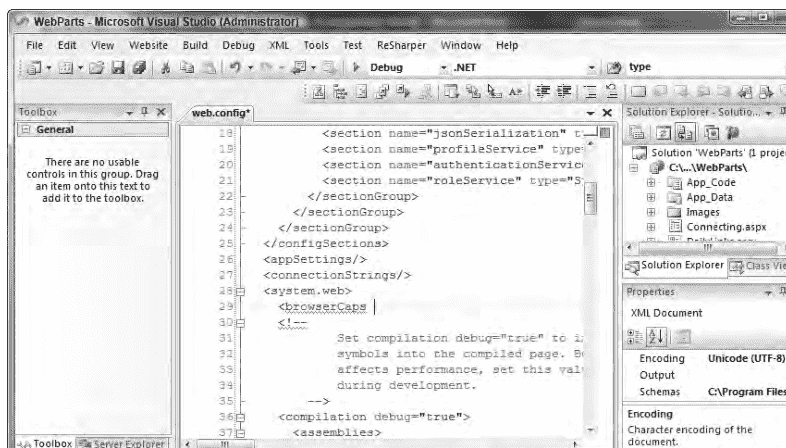 WebParts - Microsoft Visual Studio (Administrator)
File Edit View Website Build Debug XML Tools Test ReSharper Window Help
Debug .NET type
Toolbox
General
There are no usable
controls in this group. Drag
an item onto this text to
add it to the toolbox.
Toolbox Server Explorer
web.config*
18 <section name="jsonSerialization" t
19 <section name="profileService" type=
20 <section name="authenticationServic
21 <section name="roleService" type="S
22 </sectionGroup>
23 </sectionGroup>
24 </sectionGroup>
25 </configSections>
26 <appSettings/>
27 <connectionStrings/>
28 <system.web>
29 <browserCaps
30 <!--
31 Set compilation debug="true" to i
32 symbols into the compiled page. B
33 affects performance, set this val
34 during development.
35 -->
36 <compilation debug="true">
37 <assemblies>
Solution Explorer - Solutio...
Solution 'WebParts' (1 proje
C:\...\WebParts\
App_Code
App_Data
Images
Connecting.aspx
Solution Explorer Class Vie
Properties
XML Document
Encoding Unicode (UTF-8)
Output
Schemas C:\Program Files
Encoding
Character encoding of the
document.